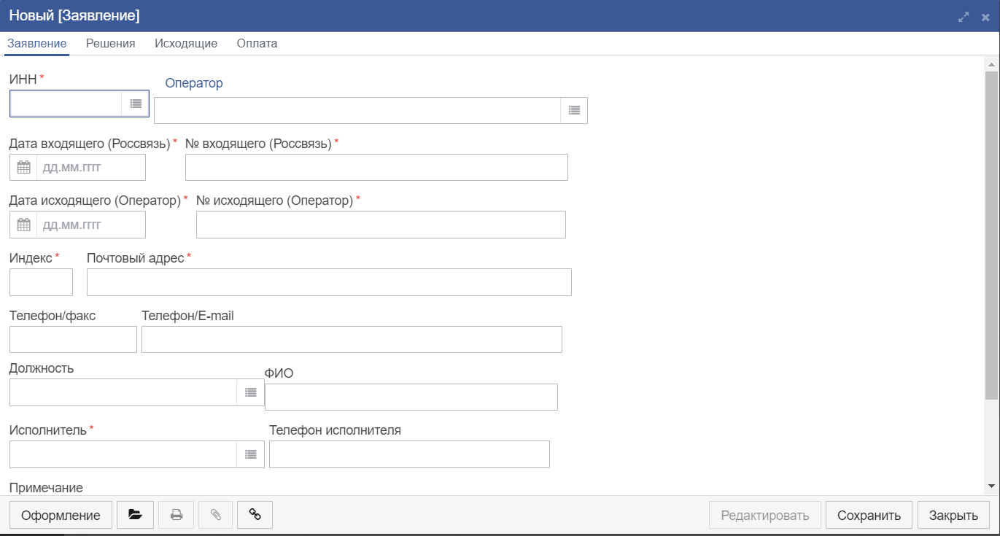 Новый [Заявление]
Заявление Решения Исходящие Оплата
ИНН * Оператор
Дата входящего (Россвязь) * № входящего (Россвязь) *
ДД.ММ.ГГГГ
Дата исходящего (Оператор) * № исходящего (Оператор) *
ДД.ММ.ГГГГ
Индекс * Почтовый адрес *
Телефон/факс Телефон/E-mail
Должность ФИО
Исполнитель * Телефон исполнителя
Примечание
Оформление Редактировать Сохранить Закрыть